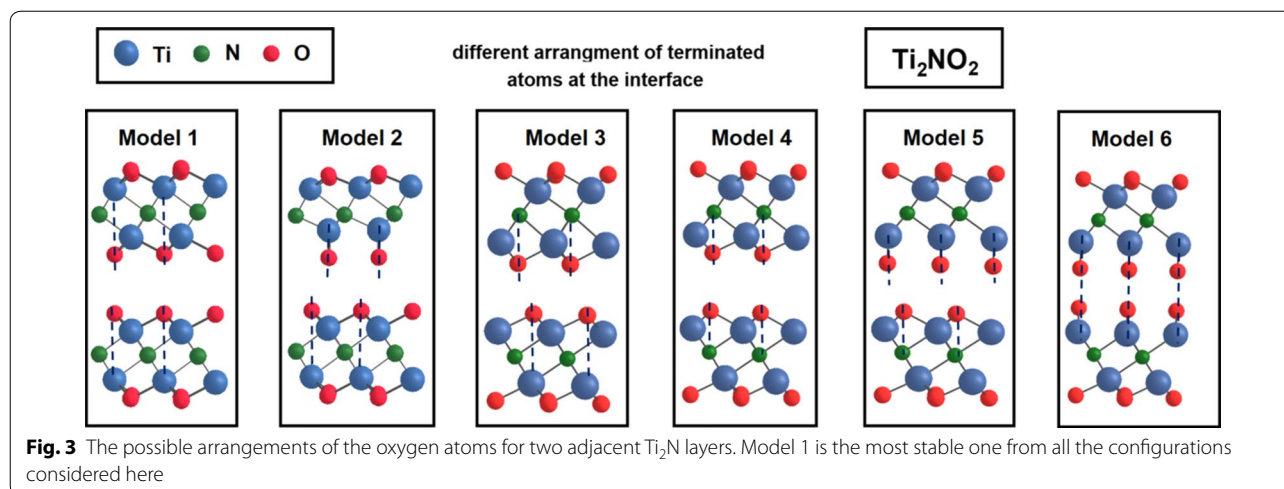 Ti N O
different arrangment of terminated
atoms at the interface
Ti₂NO₂
Model 1
Model 2
Model 3
Model 4
Model 5
Model 6
Fig. 3 The possible arrangements of the oxygen atoms for two adjacent Ti₂N layers. Model 1 is the most stable one from all the configurations
considered here